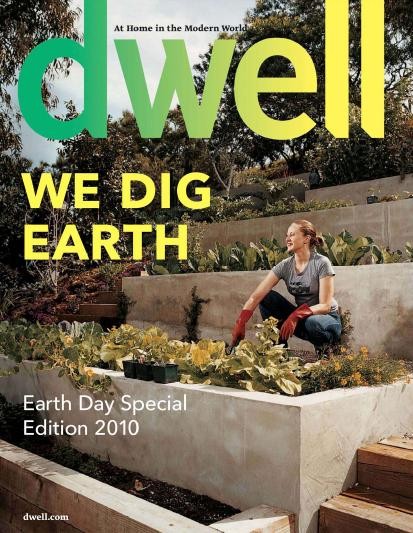 At Home in the Modern World
dwell
WE DIG
EARTH
Earth Day Special
Edition 2010
dwell.com